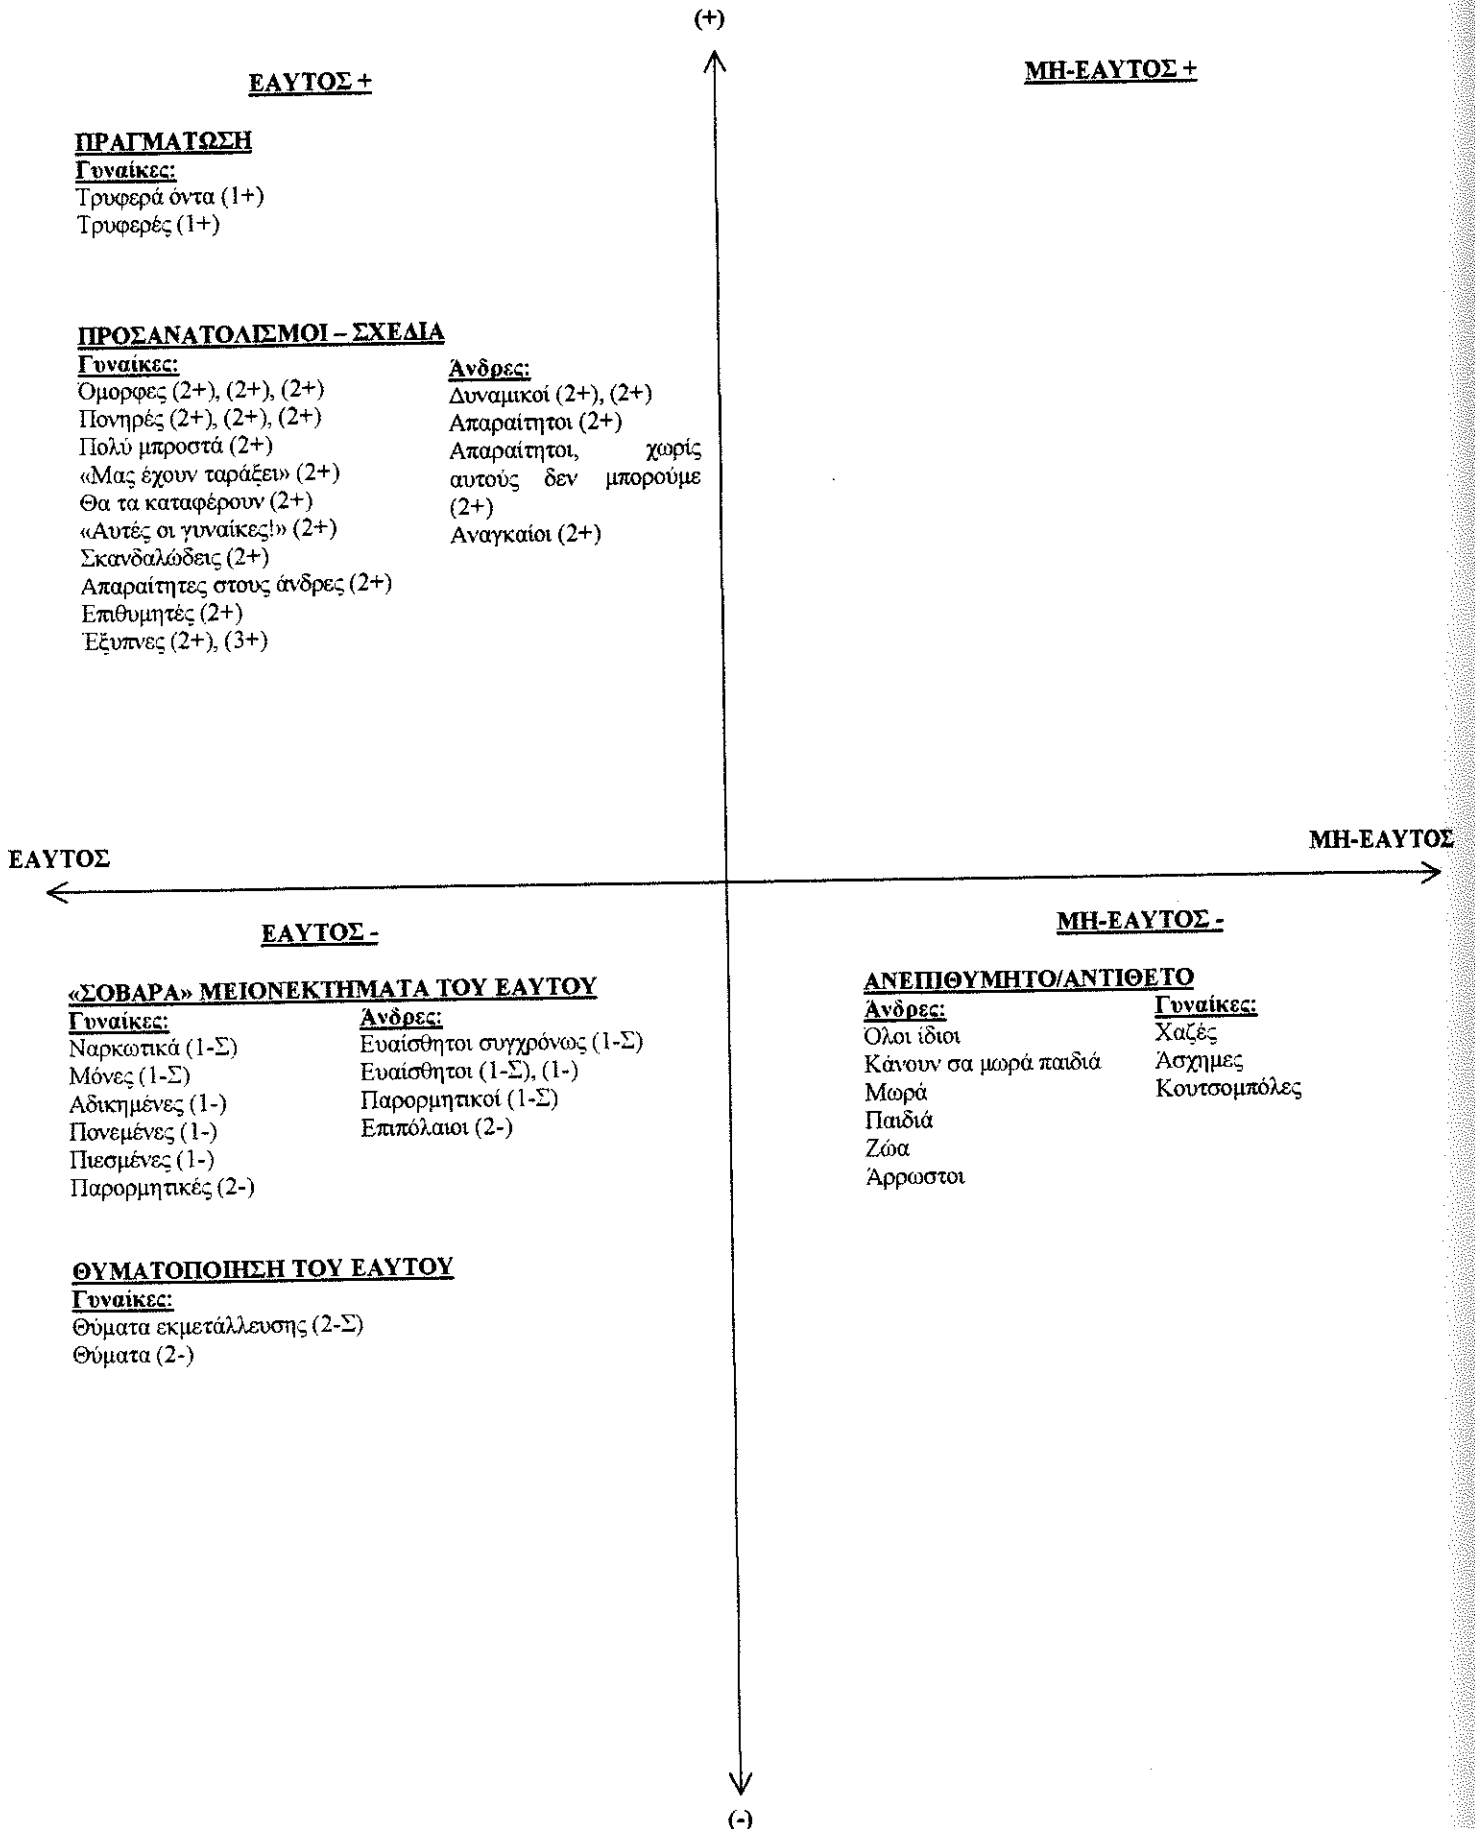 (+)
ΕΑΥΤΟΣ +
ΜΗ-ΕΑΥΤΟΣ +
ΠΡΑΓΜΑΤΩΣΗ
Γυναίκες:
Τρυφερά όντα (1+)
Τρυφερές (1+)
ΠΡΟΣΑΝΑΤΟΛΙΣΜΟΙ – ΣΧΕΔΙΑ
Γυναίκες:
Όμορφες (2+), (2+), (2+)
Πονηρές (2+), (2+), (2+)
Πολύ μπροστά (2+)
«Μας έχουν ταράξει» (2+)
Θα τα καταφέρουν (2+)
«Αυτές οι γυναίκες!» (2+)
Σκανδαλώδεις (2+)
Απαραίτητες στους άνδρες (2+)
Επιθυμητές (2+)
Έξυπνες (2+), (3+)
Άνδρες:
Δυναμικοί (2+), (2+)
Απαραίτητοι (2+)
Απαραίτητοι, χωρίς
αυτούς δεν μπορούμε
(2+)
Αναγκαίοι (2+)
ΕΑΥΤΟΣ
ΜΗ-ΕΑΥΤΟΣ
ΕΑΥΤΟΣ -
ΜΗ-ΕΑΥΤΟΣ -
«ΣΟΒΑΡΑ» ΜΕΙΟΝΕΚΤΗΜΑΤΑ ΤΟΥ ΕΑΥΤΟΥ
Γυναίκες:
Ναρκωτικά (1-Σ)
Μόνες (1-Σ)
Αδικημένες (1-)
Πονεμένες (1-)
Πιεσμένες (1-)
Παρορμητικές (2-)
Άνδρες:
Ευαίσθητοι συγχρόνως (1-Σ)
Ευαίσθητοι (1-Σ), (1-)
Παρορμητικοί (1-Σ)
Επιπόλαιοι (2-)
ΘΥΜΑΤΟΠΟΙΗΣΗ ΤΟΥ ΕΑΥΤΟΥ
Γυναίκες:
Θύματα εκμετάλλευσης (2-Σ)
Θύματα (2-)
ΑΝΕΠΙΘΥΜΗΤΟ/ΑΝΤΙΘΕΤΟ
Άνδρες:
Όλοι ίδιοι
Κάνουν σα μωρά παιδιά
Μωρά
Παιδιά
Ζώα
Άρρωστοι
Γυναίκες:
Χαζές
Άσχημες
Κουτσομπόλες
(-)